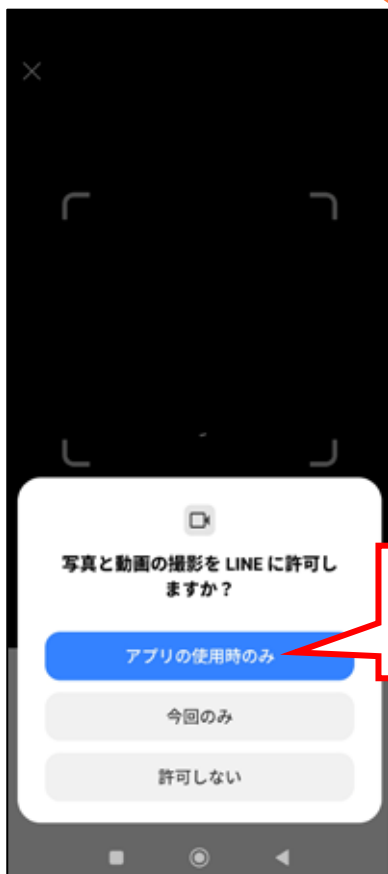 写真と動画の撮影を LINE に許可し
ますか？
アプリの使用時のみ
今回のみ
許可しない